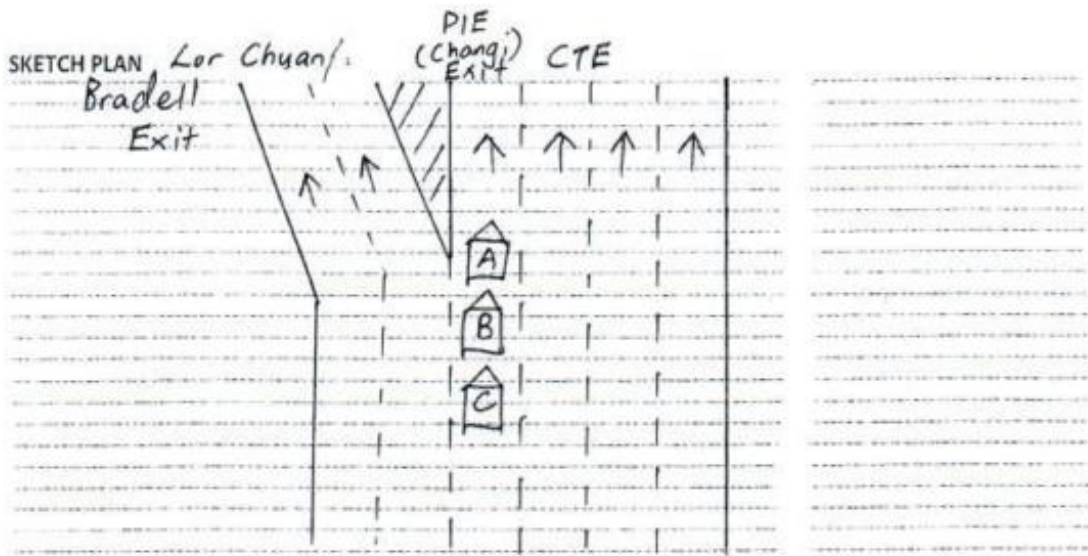 PIE
SKETCH PLAN Lor Chuan/. (Changi) CTE
Exit
Bradell
Exit
A
B
C